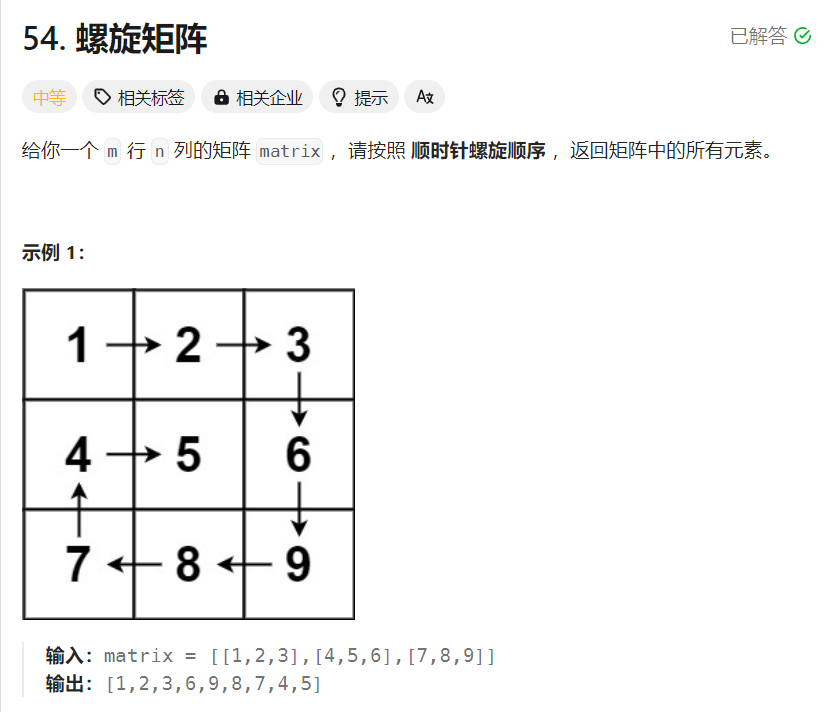 54. 螺旋矩阵
已解答
中等 相关标签 相关企业 提示 A文
给你一个 m 行 n 列的矩阵 matrix ，请按照 顺时针螺旋顺序 ，返回矩阵中的所有元素。
示例 1：
1 2 3
4 5 6
7 8 9
输入：matrix = [[1,2,3],[4,5,6],[7,8,9]]
输出：[1,2,3,6,9,8,7,4,5]